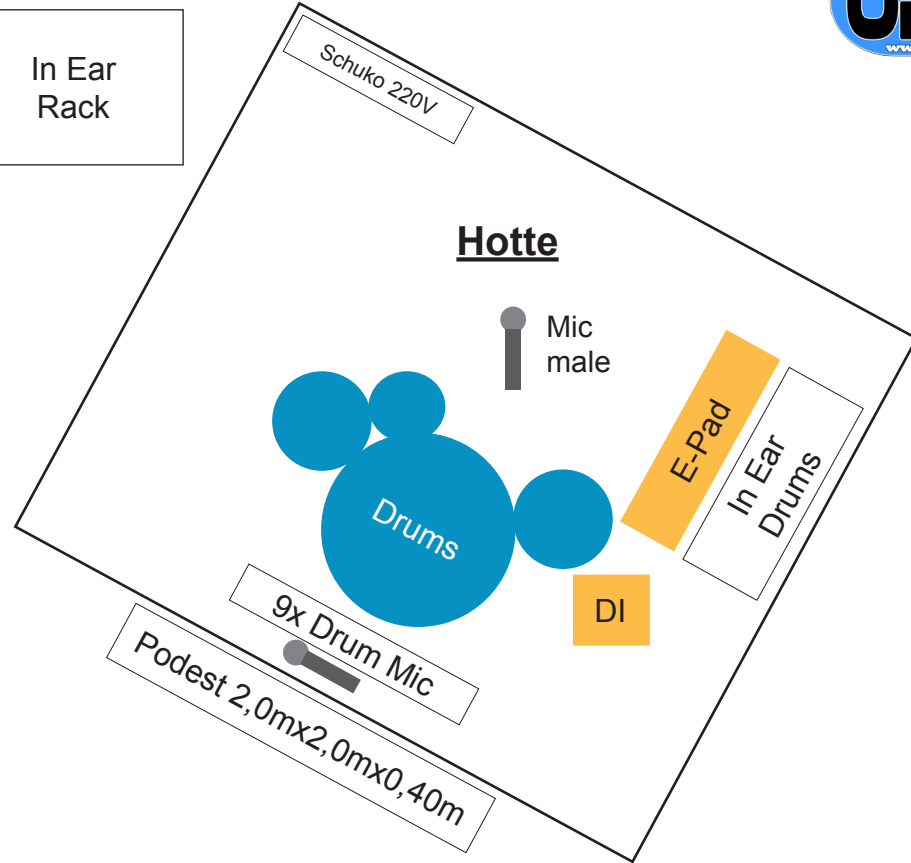 In Ear
Rack
Schuko 220V
Hotte
Mic
male
E-Pad
In Ear
Drums
Drums
DI
9x Drum Mic
Podest 2,0mx2,0mx0,40m
www